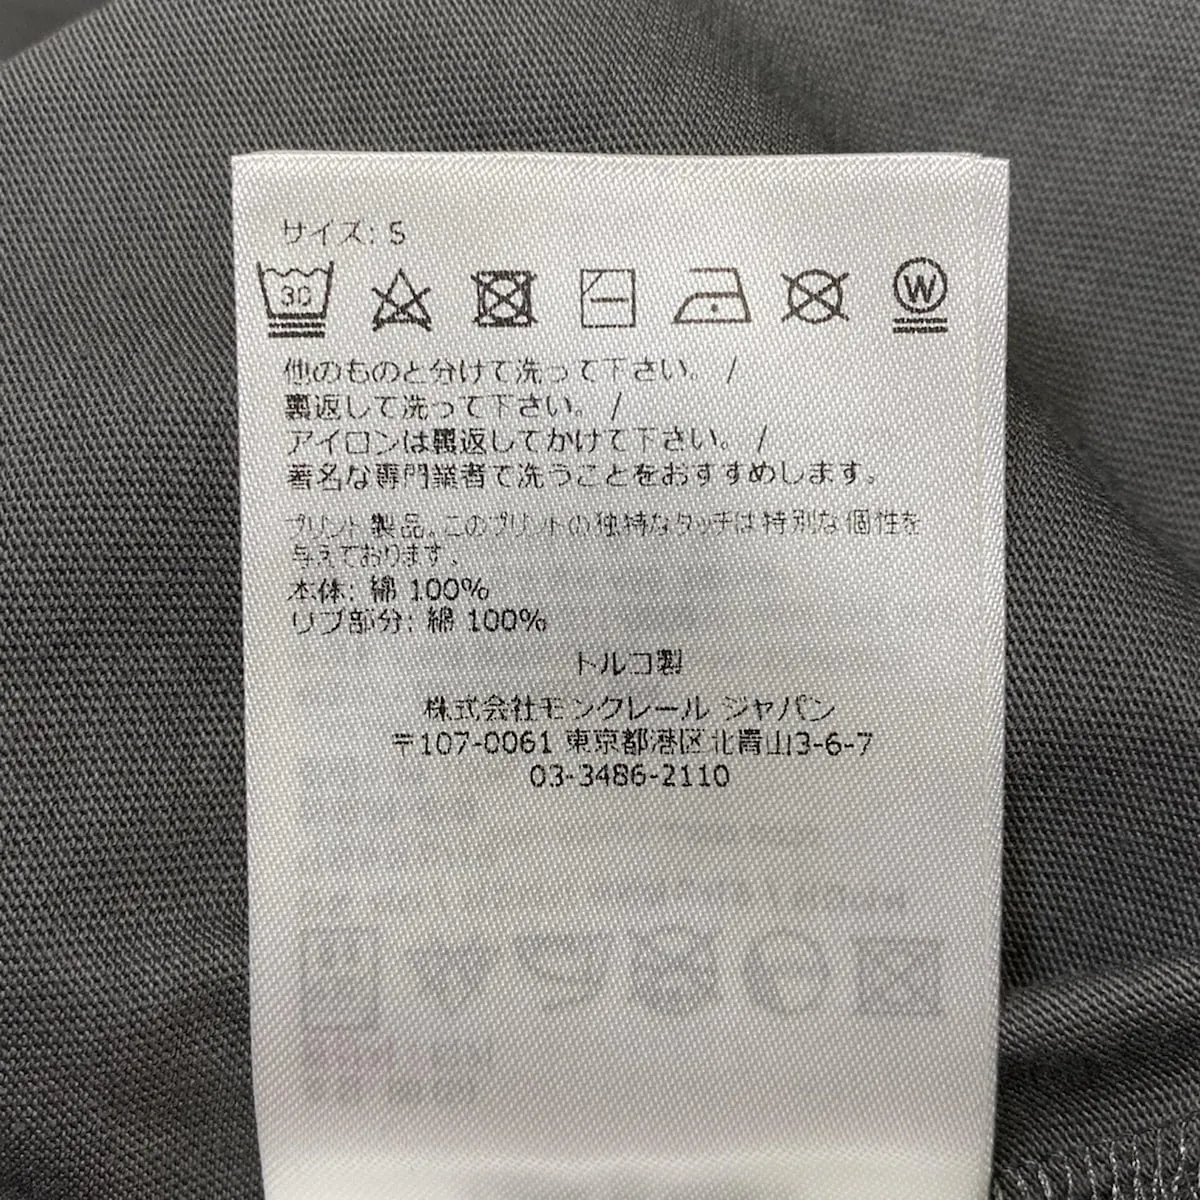 サイズ: S
30 W
他のものと分けて洗って下さい。 /
裏返して洗って下さい。 /
アイロンは裏返してかけて下さい。 /
著名な専門業者で洗うことをおすすめします。
プリント製品。このプリントの独特なタッチは特別な個性を
与えております。
本体: 綿 100%
リブ部分: 綿 100%
トルコ製
株式会社モンクレール ジャパン
〒107-0061 東京都港区北青山3-6-7
03-3486-2110